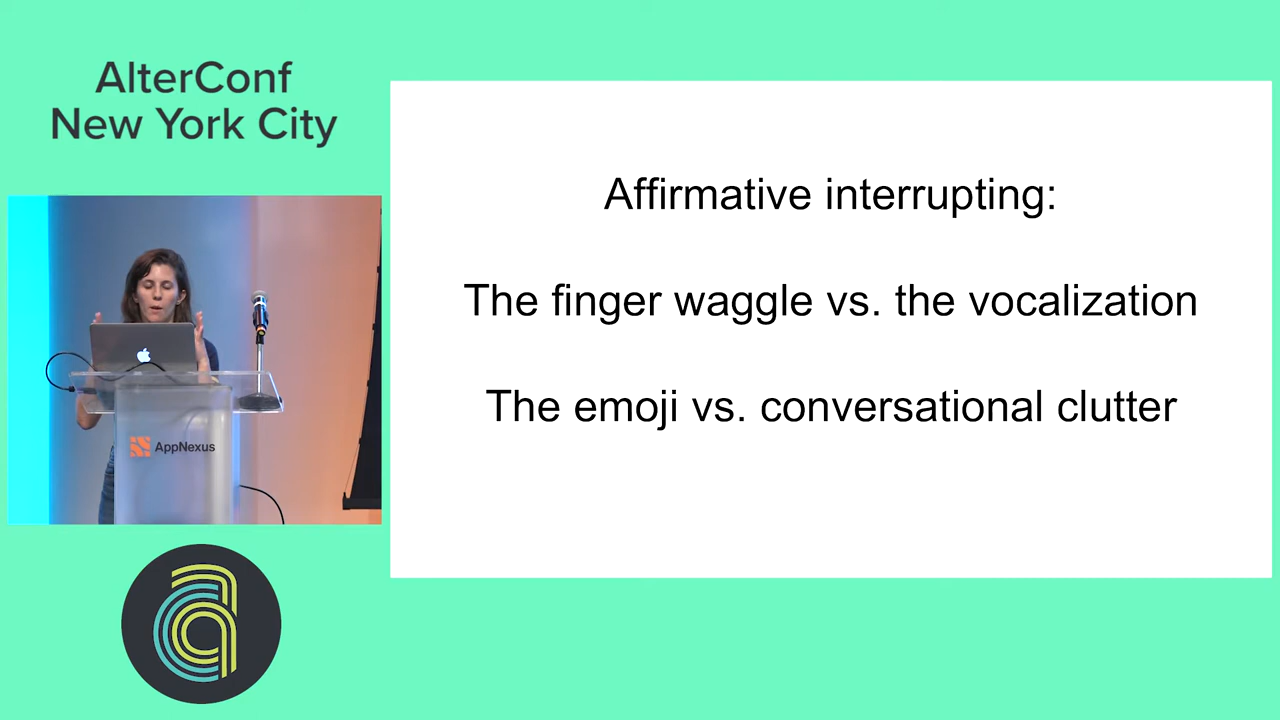 AlterConf
New York City
Affirmative interrupting:
The finger waggle vs. the vocalization
The emoji vs. conversational clutter
AppNexus